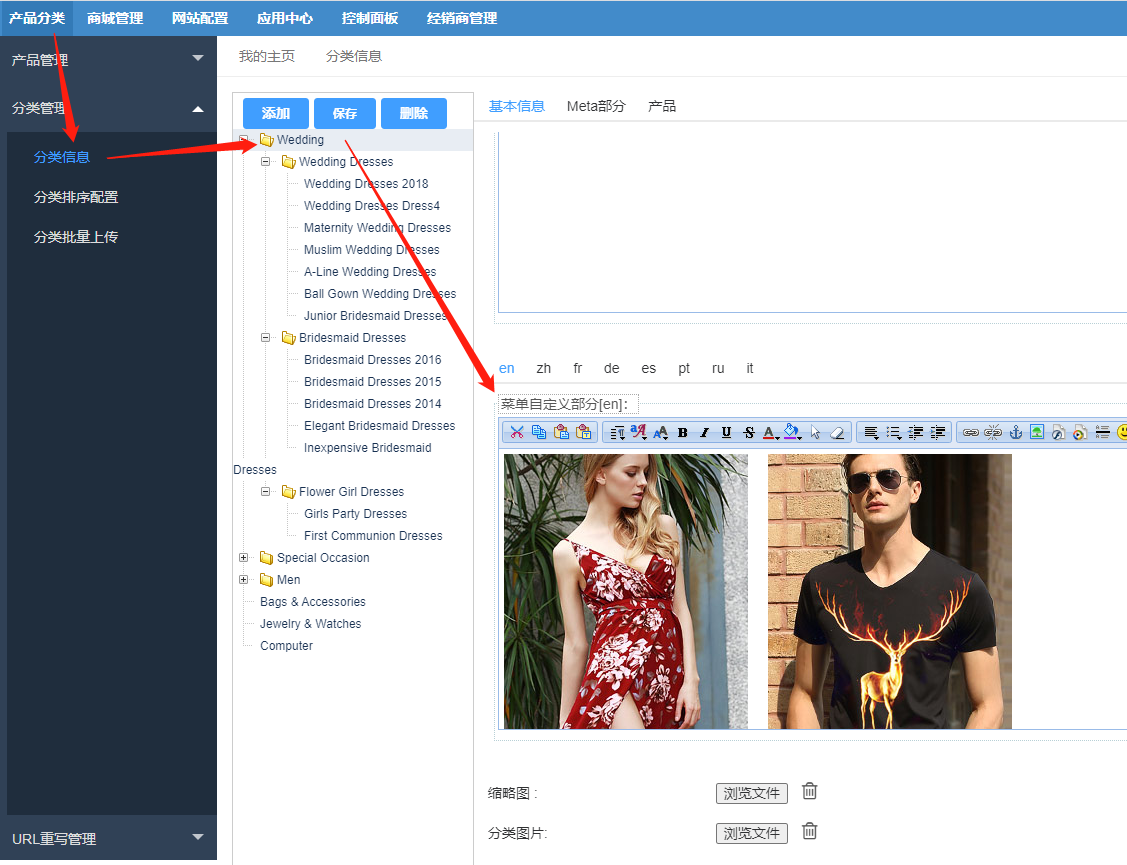 产品分类 商城管理 网站配置 应用中心 控制面板 经销商管理
产品管理
分类管理
分类信息
分类排序配置
分类批量上传
URL重写管理
我的主页 分类信息
添加 保存 删除
Wedding
Wedding Dresses
Wedding Dresses 2018
Wedding Dresses Dress4
Maternity Wedding Dresses
Muslim Wedding Dresses
A-Line Wedding Dresses
Ball Gown Wedding Dresses
Junior Bridesmaid Dresses
Bridesmaid Dresses
Bridesmaid Dresses 2016
Bridesmaid Dresses 2015
Bridesmaid Dresses 2014
Elegant Bridesmaid Dresses
Inexpensive Bridesmaid
Dresses
Flower Girl Dresses
Girls Party Dresses
First Communion Dresses
Special Occasion
Men
Bags & Accessories
Jewelry & Watches
Computer
基本信息 Meta部分 产品
en zh fr de es pt ru it
菜单自定义部分[en]:
缩略图 : 浏览文件
分类图片: 浏览文件